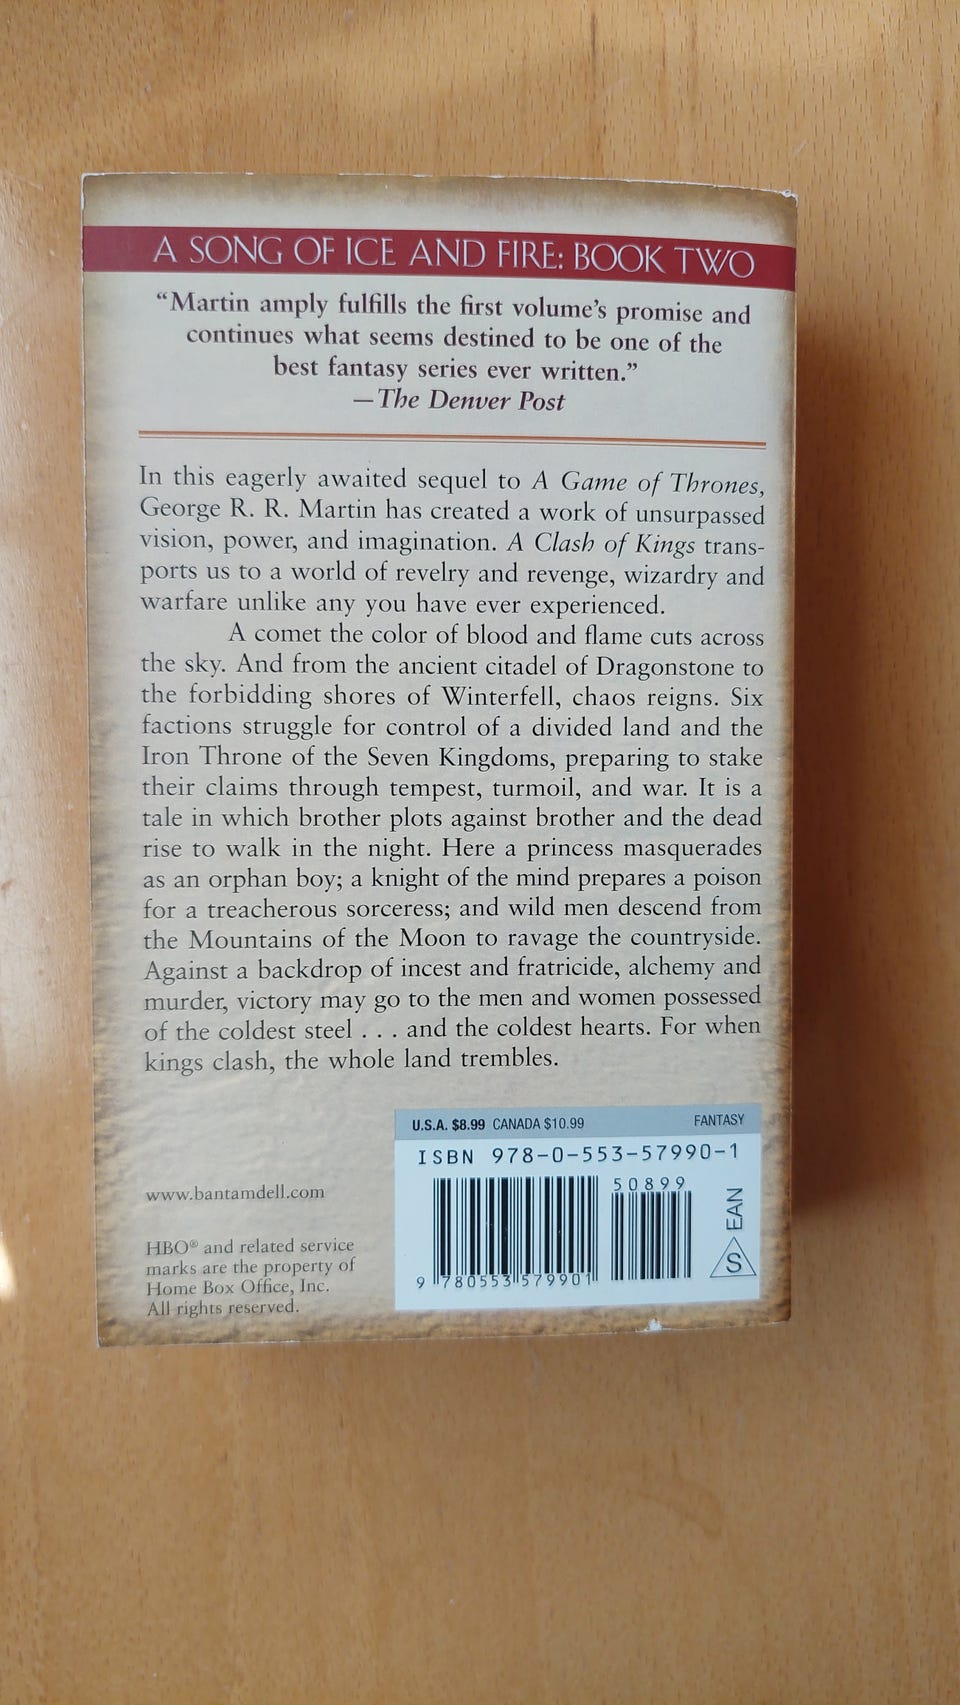 A SONG OF ICE AND FIRE: BOOK TWO
“Martin amply fulfills the first volume’s promise and
continues what seems destined to be one of the
best fantasy series ever written.”
—The Denver Post
In this eagerly awaited sequel to A Game of Thrones,
George R. R. Martin has created a work of unsurpassed
vision, power, and imagination. A Clash of Kings trans-
ports us to a world of revelry and revenge, wizardry and
warfare unlike any you have ever experienced.
A comet the color of blood and flame cuts across
the sky. And from the ancient citadel of Dragonstone to
the forbidding shores of Winterfell, chaos reigns. Six
factions struggle for control of a divided land and the
Iron Throne of the Seven Kingdoms, preparing to stake
their claims through tempest, turmoil, and war. It is a
tale in which brother plots against brother and the dead
rise to walk in the night. Here a princess masquerades
as an orphan boy; a knight of the mind prepares a poison
for a treacherous sorceress; and wild men descend from
the Mountains of the Moon to ravage the countryside.
Against a backdrop of incest and fratricide, alchemy and
murder, victory may go to the men and women possessed
of the coldest steel . . . and the coldest hearts. For when
kings clash, the whole land trembles.
www.bantamdell.com
HBO® and related service
marks are the property of
Home Box Office, Inc.
All rights reserved.
U.S.A. $8.99 CANADA $10.99 FANTASY
ISBN 978-0-553-57990-1
50899
9 780553 579901
EAN
S